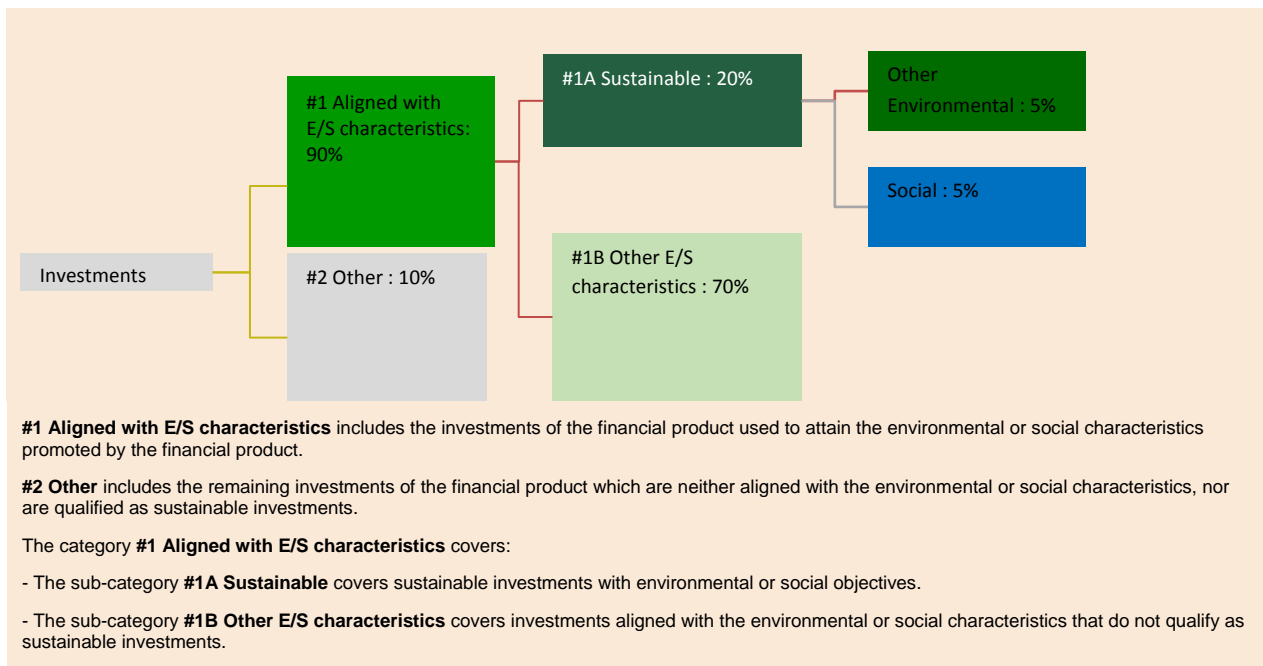 Investments
#1 Aligned with
E/S characteristics:
90%
#2 Other : 10%
#1A Sustainable : 20%
#1B Other E/S
characteristics : 70%
Other
Environmental : 5%
Social : 5%
#1 Aligned with E/S characteristics includes the investments of the financial product used to attain the environmental or social characteristics
promoted by the financial product.
#2 Other includes the remaining investments of the financial product which are neither aligned with the environmental or social characteristics, nor
are qualified as sustainable investments.
The category #1 Aligned with E/S characteristics covers:
- The sub-category #1A Sustainable covers sustainable investments with environmental or social objectives.
- The sub-category #1B Other E/S characteristics covers investments aligned with the environmental or social characteristics that do not qualify as
sustainable investments.